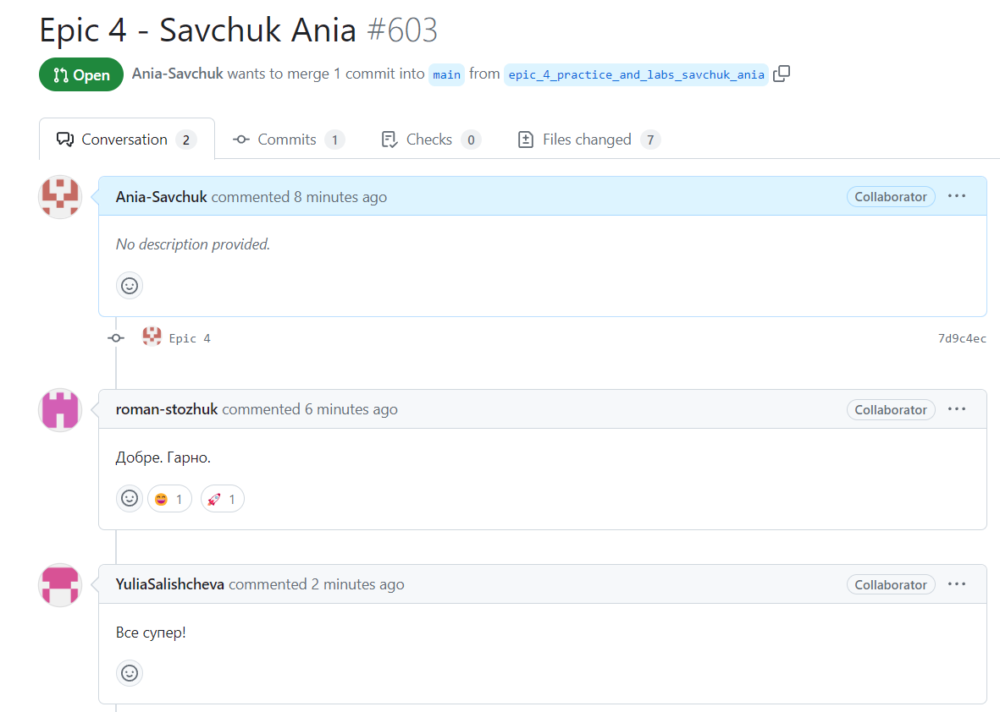 Epic 4 - Savchuk Ania #603
Open Ania-Savchuk wants to merge 1 commit into main from epic_4_practice_and_labs_savchuk_ania
Conversation 2 Commits 1 Checks 0 Files changed 7
Ania-Savchuk commented 8 minutes ago Collaborator
No description provided.
Epic 4 7d9c4ec
roman-stozhuk commented 6 minutes ago Collaborator
Добре. Гарно.
1 1
YuliaSalishcheva commented 2 minutes ago Collaborator
Все супер!